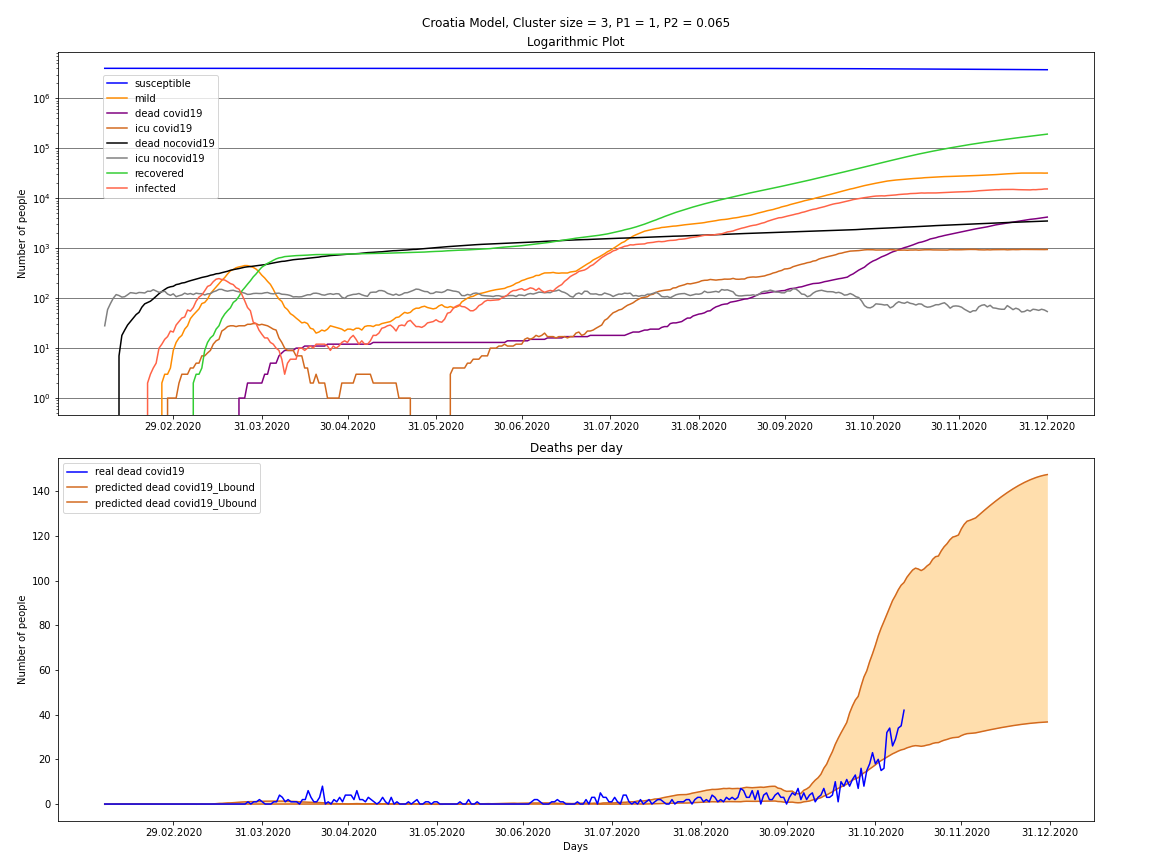 Croatia Model, Cluster size = 3, P1 = 1, P2 = 0.065
Logarithmic Plot
susceptible
mild
dead covid19
icu covid19
dead nocovid19
icu nocovid19
recovered
infected
Number of people
10⁶
10⁵
10⁴
10³
10²
10¹
10⁰
29.02.2020 31.03.2020 30.04.2020 31.05.2020 30.06.2020 31.07.2020 31.08.2020 30.09.2020 31.10.2020 30.11.2020 31.12.2020
Deaths per day
real dead covid19
predicted dead covid19_Lbound
predicted dead covid19_Ubound
Number of people
140
120
100
80
60
40
20
0
29.02.2020 31.03.2020 30.04.2020 31.05.2020 30.06.2020 31.07.2020 31.08.2020 30.09.2020 31.10.2020 30.11.2020 31.12.2020
Days